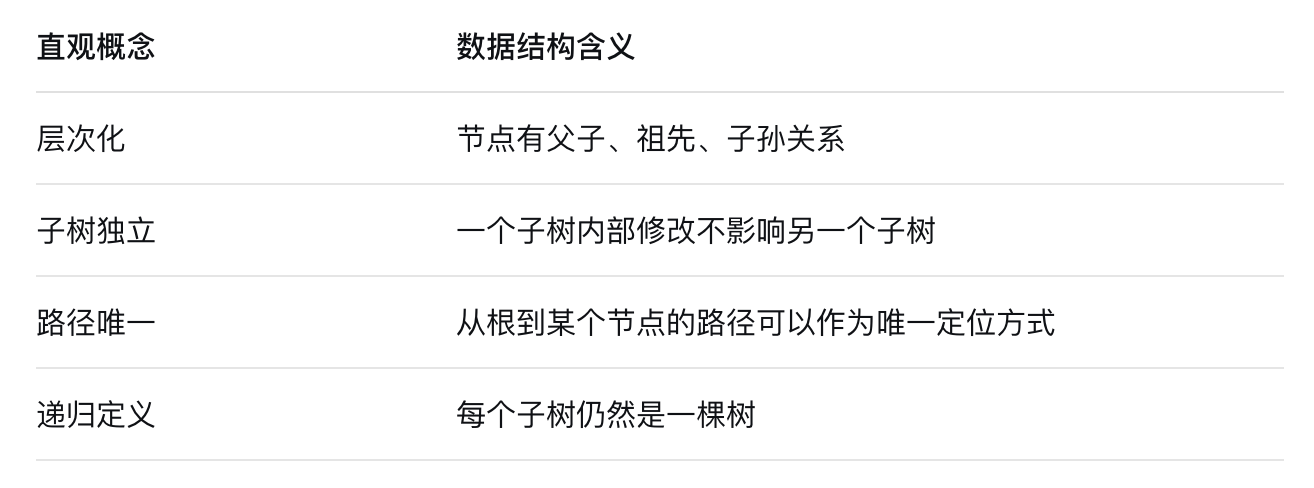 直观概念 数据结构含义
层次化 节点有父子、祖先、子孙关系
子树独立 一个子树内部修改不影响另一个子树
路径唯一 从根到某个节点的路径可以作为唯一定位方式
递归定义 每个子树仍然是一棵树